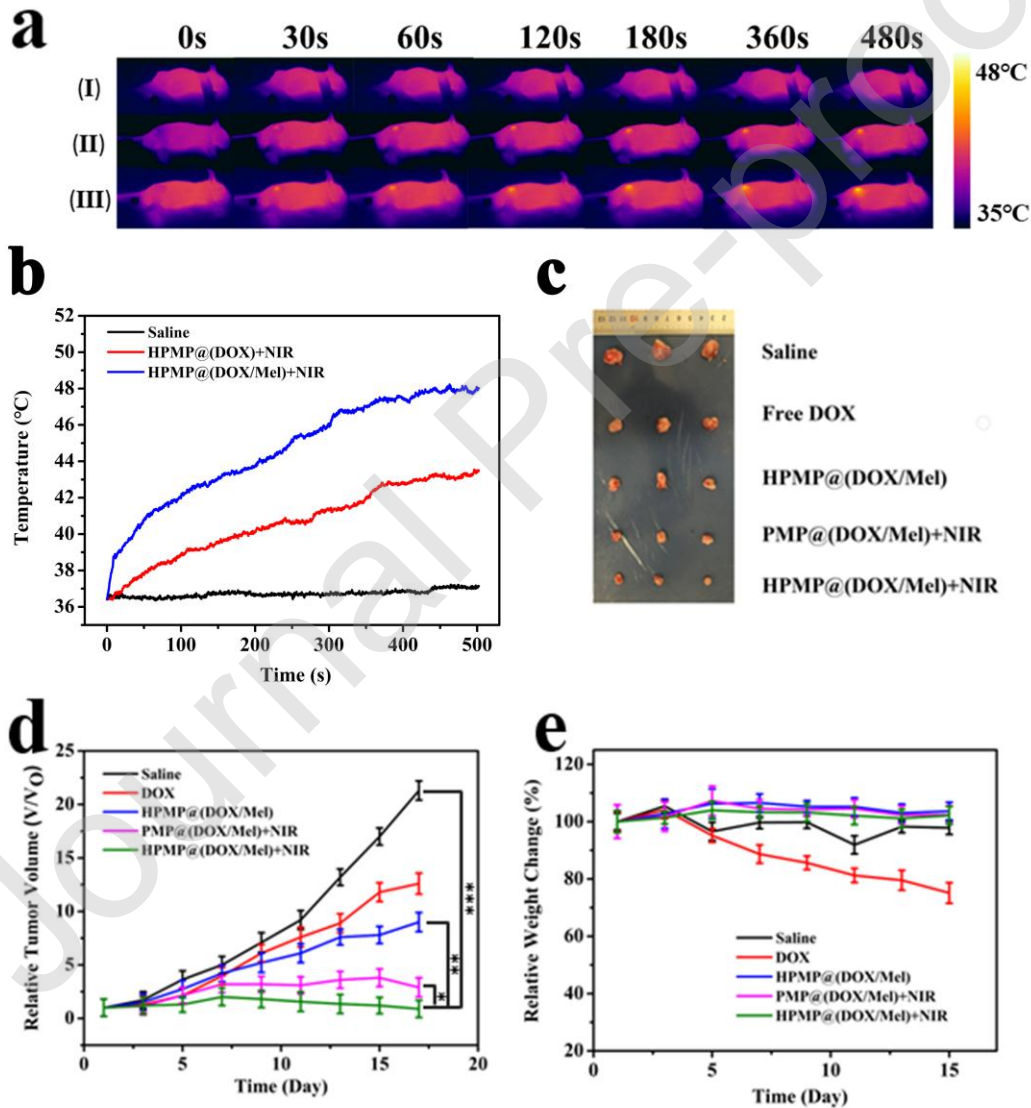 a
0s 30s 60s 120s 180s 360s 480s
(I)
(II)
(III)
48°C
35°C
b
Temperature (°C)
52
50
48
46
44
42
40
38
36
Saline
HPMP@(DOX)+NIR
HPMP@(DOX/Mel)+NIR
0 100 200 300 400 500
Time (s)
c
Saline
Free DOX
HPMP@(DOX/Mel)
PMP@(DOX/Mel)+NIR
HPMP@(DOX/Mel)+NIR
d
Relative Tumor Volume (V/VO)
25
20
15
10
5
0
Saline
DOX
HPMP@(DOX/Mel)
PMP@(DOX/Mel)+NIR
HPMP@(DOX/Mel)+NIR
***
**
*
0 5 10 15 20
Time (Day)
e
Relative Weight Change (%)
120
100
80
60
40
20
Saline
DOX
HPMP@(DOX/Mel)
PMP@(DOX/Mel)+NIR
HPMP@(DOX/Mel)+NIR
0 5 10 15
Time (Day)
Journal Pre-proo